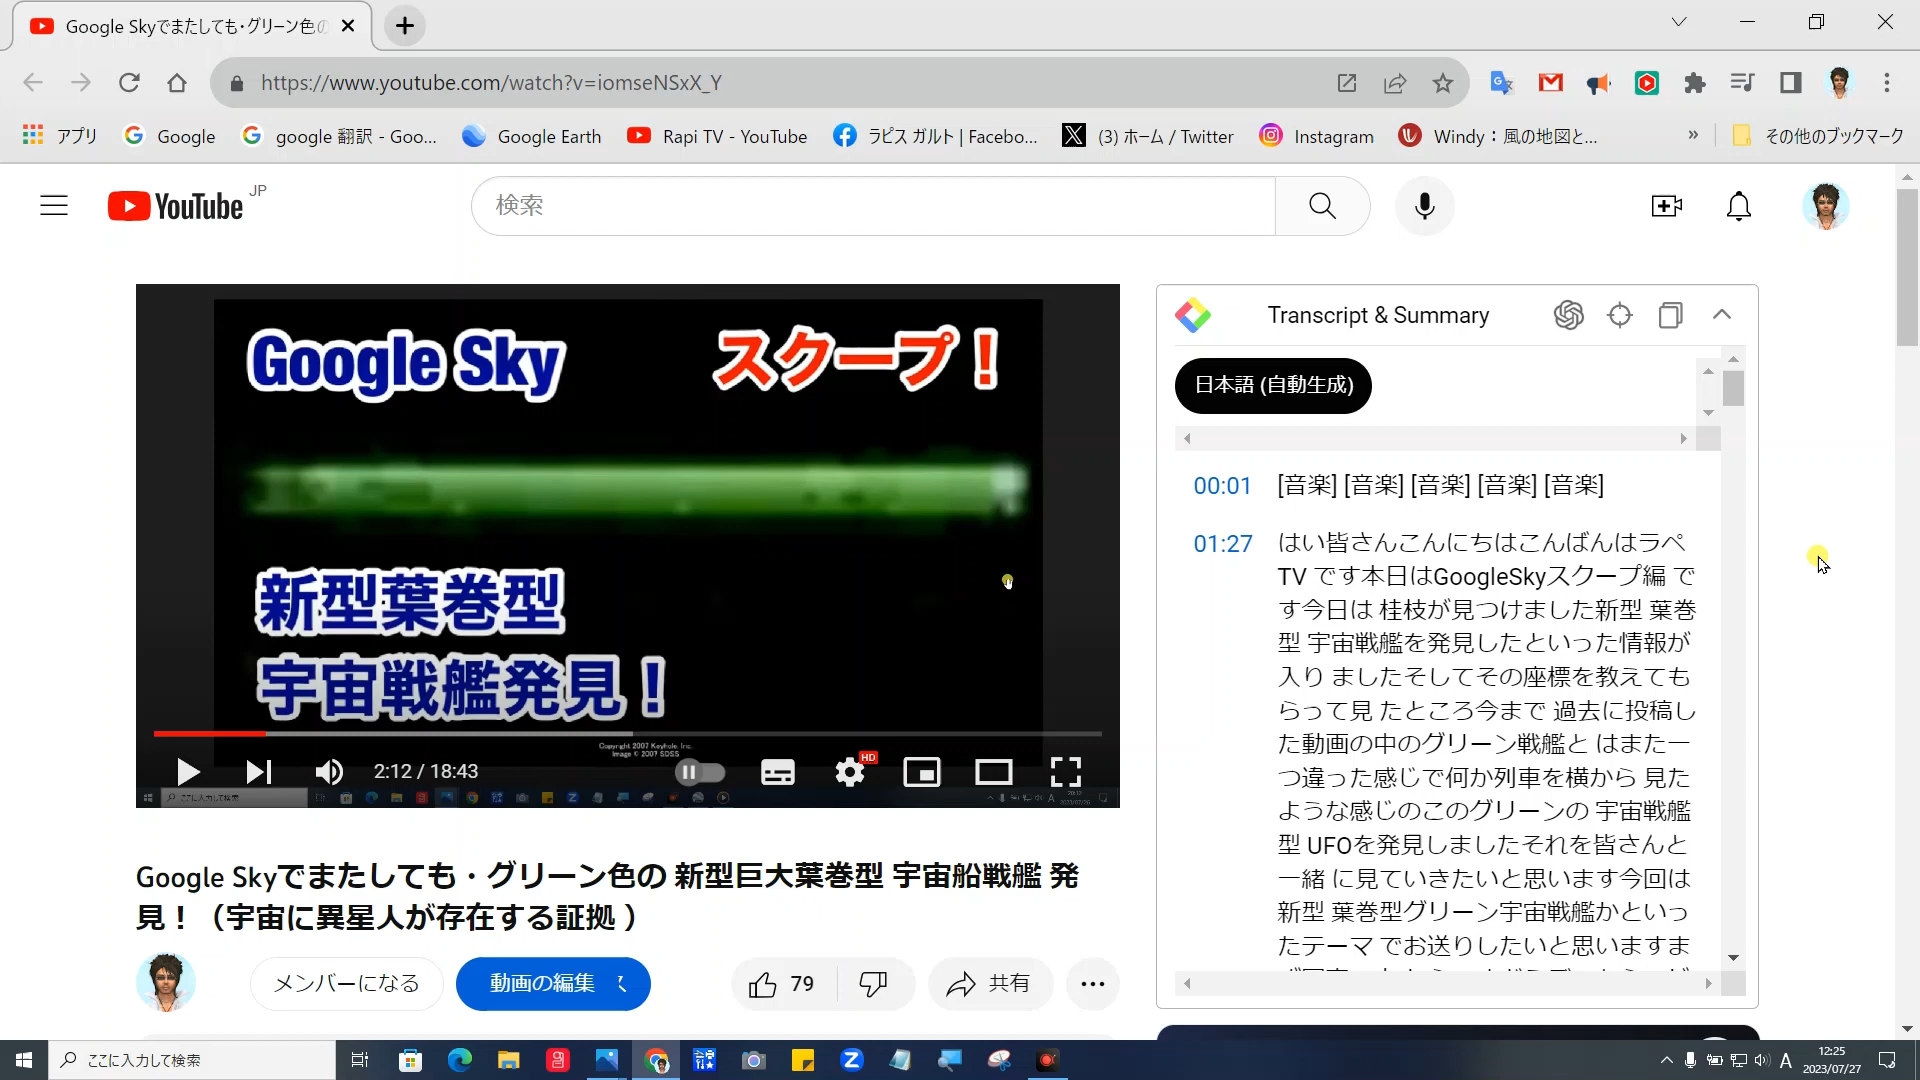 Google Skyでまたしても・グリーン色の
https://www.youtube.com/watch?v=iomseNSxX_Y
アプリ
Google
google 翻訳 - Goo...
Google Earth
Rapi TV - YouTube
ラピス ガルト | Facebo...
(3) ホーム / Twitter
Instagram
Windy：風の地図と...
»
その他のブックマーク
YouTube JP
検索
Google Sky
スクープ！
新型葉巻型
宇宙戦艦発見！
Copyright 2007 Keyhole, Inc.
Image © 2007 SDSS
2:12 / 18:43
HD
ここに入力して検索
Google Skyでまたしても・グリーン色の 新型巨大葉巻型 宇宙船戦艦 発
見！（宇宙に異星人が存在する証拠 ）
メンバーになる
動画の編集
79
共有
Transcript & Summary
日本語 (自動生成)
00:01 [音楽] [音楽] [音楽] [音楽] [音楽]
01:27 はい皆さんこんにちはこんばんはラペ
TV です本日はGoogleSkyスクープ編 で
す今日は 桂枝が見つけました新型 葉巻
型 宇宙戦艦を発見したといった情報が
入り ましたそしてその座標を教えても
らって見 たところ今まで 過去に投稿し
た動画の中のグリーン戦艦と はまた一
つ違った感じで何か列車を横から 見た
ような感じのこのグリーンの 宇宙戦艦
型 UFOを発見しましたそれを皆さんと
一緒 に見ていきたいと思います今回は
新型 葉巻型グリーン宇宙戦艦かといっ
たテーマ でお送りしたいと思いますま
ここに入力して検索
A
12:25
2023/07/27